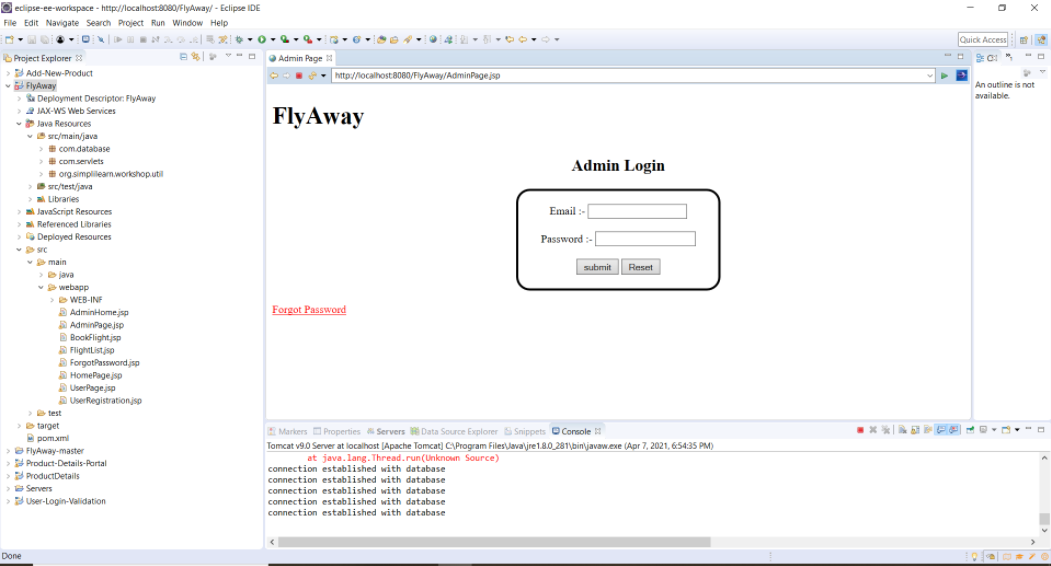 eclipse-ee-workspace - http://localhost:8080/FlyAway/ - Eclipse IDE
File Edit Navigate Search Project Run Window Help
Quick Access
Project Explorer
Add-New-Product
FlyAway
Deployment Descriptor: FlyAway
JAX-WS Web Services
Java Resources
src/main/java
com.database
com.servlets
org.simplilearn.workshop.util
src/test/java
Libraries
JavaScript Resources
Referenced Libraries
Deployed Resources
src
main
java
webapp
WEB-INF
AdminHome.jsp
AdminPage.jsp
BookFlight.jsp
FlightList.jsp
ForgotPassword.jsp
HomePage.jsp
UserPage.jsp
UserRegistration.jsp
test
target
pom.xml
FlyAway-master
Product-Details-Portal
ProductDetails
Servers
User-Login-Validation
Admin Page
http://localhost:8080/FlyAway/AdminPage.jsp
FlyAway
Admin Login
Email :-
Password :-
submit Reset
Forgot Password
An outline is not
available.
Markers Properties Servers Data Source Explorer Snippets Console
Tomcat v9.0 Server at localhost [Apache Tomcat] C:\Program Files\Java\jre1.8.0_281\bin\javaw.exe (Apr 7, 2021, 6:54:35 PM)
at java.lang.Thread.run(Unknown Source)
connection established with database
connection established with database
connection established with database
connection established with database
connection established with database
Done